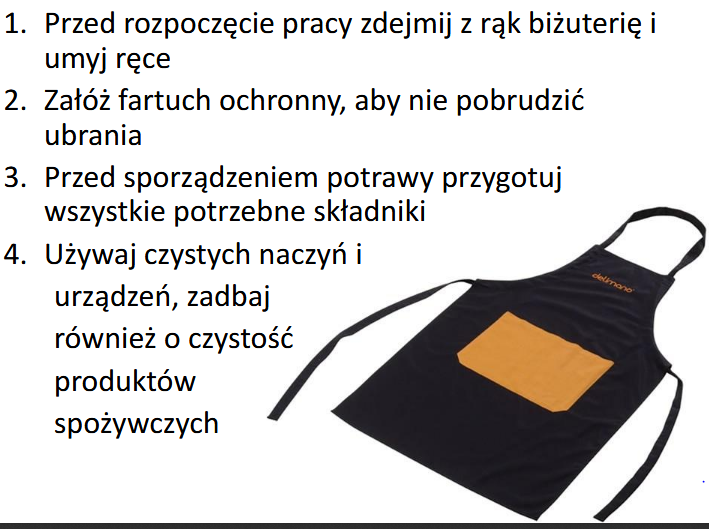 1. Przed rozpoczęcie pracy zdejmij z rąk biżuterię i
umyj ręce
2. Załóż fartuch ochronny, aby nie pobrudzić
ubrania
3. Przed sporządzeniem potrawy przygotuj
wszystkie potrzebne składniki
4. Używaj czystych naczyń i
urządzeń, zadbaj
również o czystość
produktów
spożywczych
delimano
.